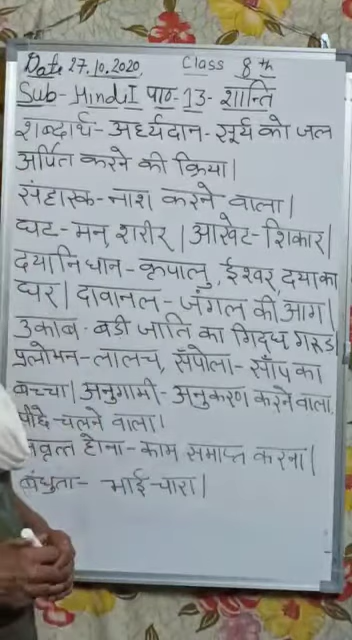 Date 27.10.2020, Class 8th
Sub- HindI पाठ-13- शान्ति
शब्दार्थ- अर्ध्यदान- सूर्य को जल
अर्पित करने की क्रिया।
संहारक- नाश करने वाला।
घट- मन, शरीर | आखेट- शिकार|
दयानिधान- कृपालु, ईश्वर, दया का
घर| दावानल- जंगल की आग|
उकाब- बडी जाति का गिदध गरूड|
प्रलोभन- लालच, सँपोला- साँप का
बच्चा| अनुगामी- अनुकरण करने वाला,
पीछे चलने वाला।
होना- काम समाप्त करना|
बंधुता- भाई-चारा|